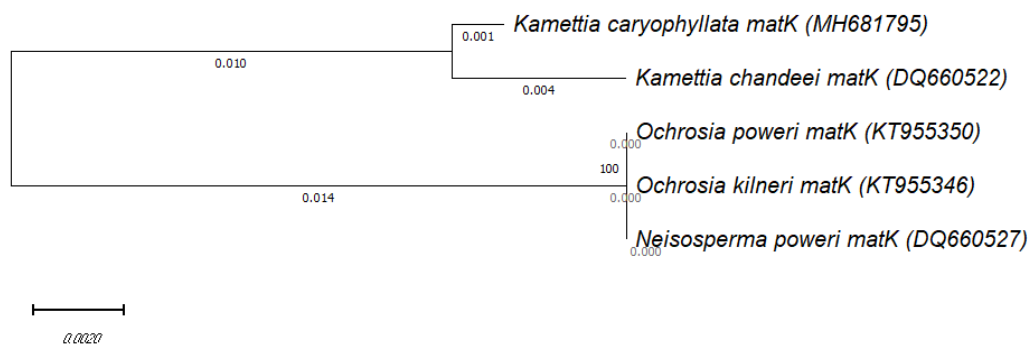 Kamettia caryophyllata matK (MH681795)
0.001
0.010
Kamettia chandeei matK (DQ660522)
0.004
Ochrosia poweri matK (KT955350)
0.000
100
Ochrosia kilneri matK (KT955346)
0.014
0.000
Neisosperma poweri matK (DQ660527)
0.000
0.0020